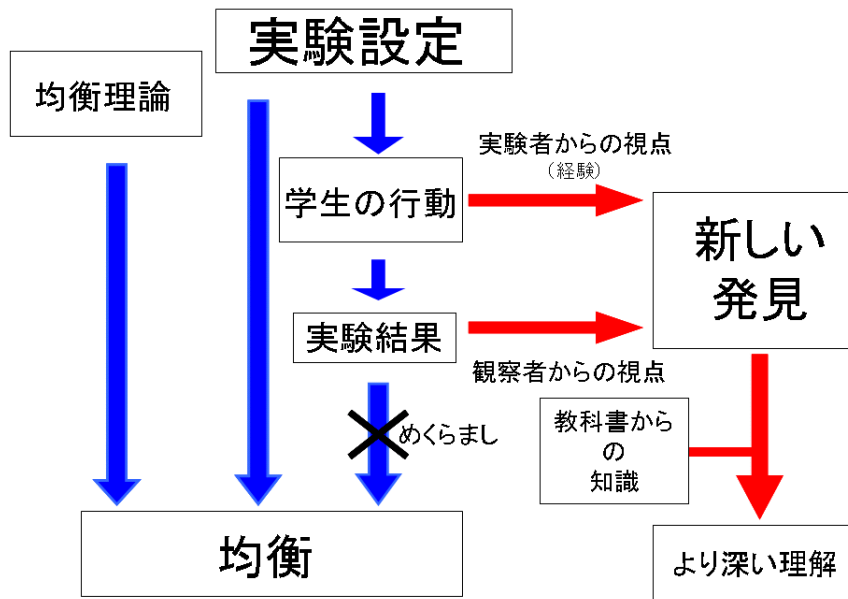 実験設定
均衡理論
学生の行動
実験者からの視点
（経験）
新しい
発見
実験結果
観察者からの視点
めくらまし
教科書から
の
知識
均衡
より深い理解